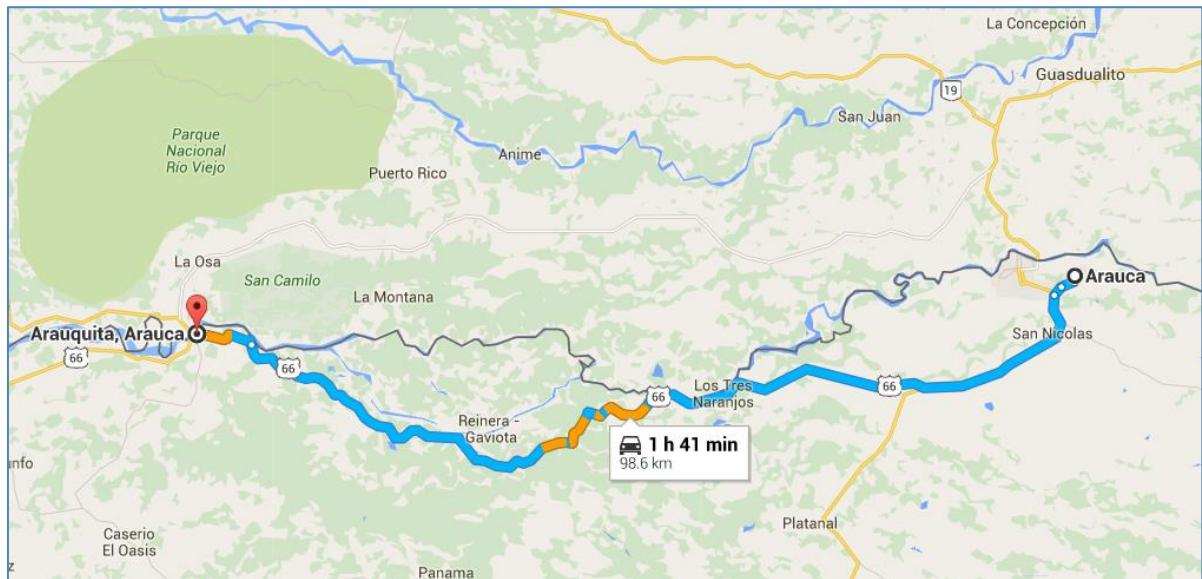 La Concepción
Guasdualito
19
San Juan
Parque
Nacional
Río Viejo
Anime
Puerto Rico
La Osa
San Camilo
La Montana
Arauca
Arauquita, Arauca
66
66
San Nicolas
66
Los Tres
Naranjos
66
Reinera -
Gaviota
1 h 41 min
98.6 km
unfo
Platanal
Caserio
El Oasis
z
Panama